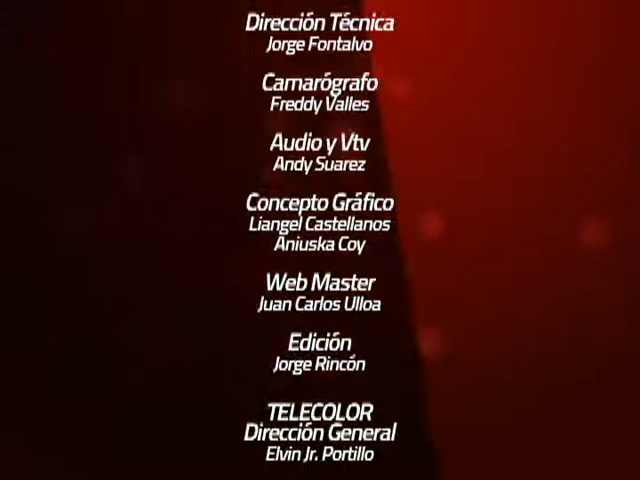 Dirección Técnica
Jorge Fontalvo
Camarógrafo
Freddy Valles
Audio y Vtv
Andy Suarez
Concepto Gráfico
Liangel Castellanos
Aniuska Coy
Web Master
Juan Carlos Ulloa
Edición
Jorge Rincón
TELECOLOR
Dirección General
Elvin Jr. Portillo